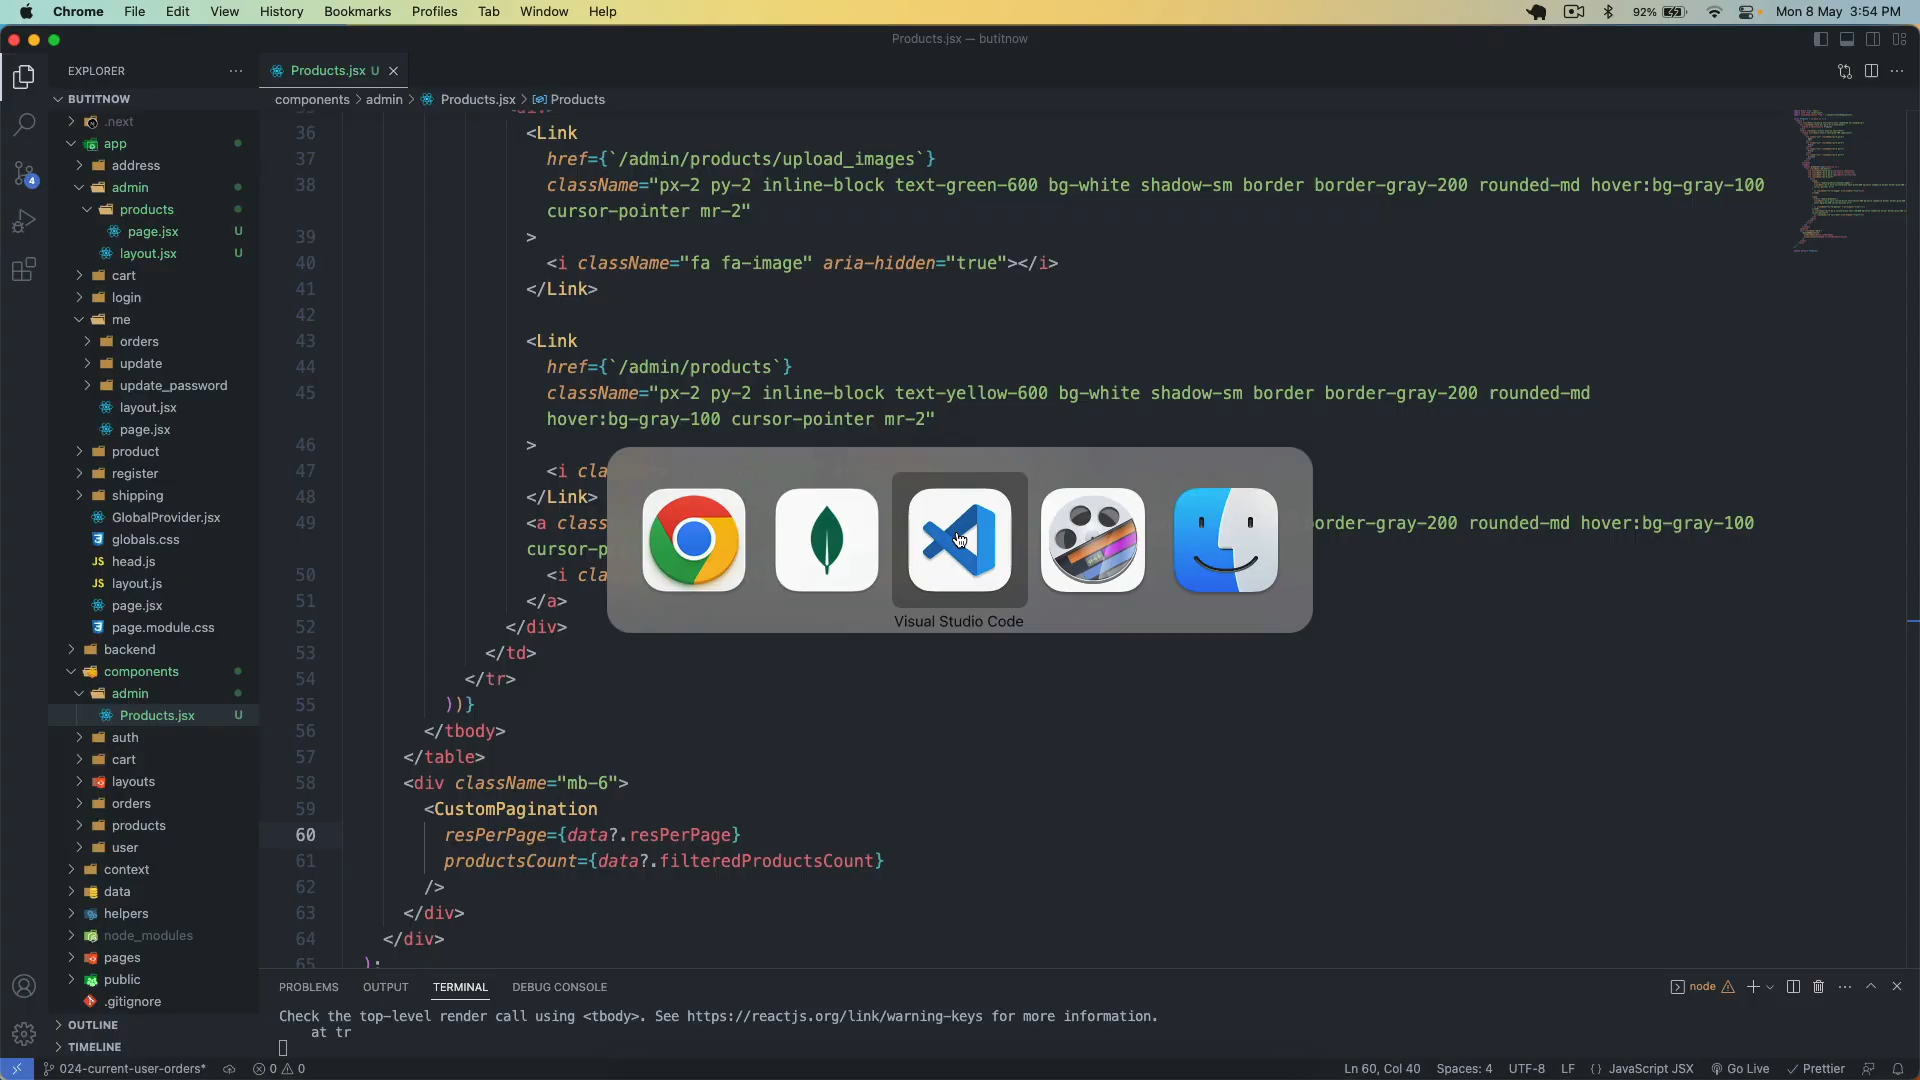 Chrome File Edit View History Bookmarks Profiles Tab Window Help
92% Mon 8 May 3:54 PM
Products.jsx — butitnow
EXPLORER
Products.jsx U
BUTITNOW
components > admin > Products.jsx > Products
.next
app
address
admin
products
page.jsx U
layout.jsx U
cart
login
me
orders
update
update_password
layout.jsx
page.jsx
product
register
shipping
GlobalProvider.jsx
globals.css
JS head.js
JS layout.js
page.jsx
page.module.css
backend
components
admin
Products.jsx U
auth
cart
layouts
orders
products
user
context
data
helpers
node_modules
pages
public
.gitignore
OUTLINE
TIMELINE
4
36 <Link
37 href={`/admin/products/upload_images`}
38 className="px-2 py-2 inline-block text-green-600 bg-white shadow-sm border border-gray-200 rounded-md hover:bg-gray-100
cursor-pointer mr-2"
39 >
40 <i className="fa fa-image" aria-hidden="true"></i>
41 </Link>
42
43 <Link
44 href={`/admin/products`}
45 className="px-2 py-2 inline-block text-yellow-600 bg-white shadow-sm border border-gray-200 rounded-md
hover:bg-gray-100 cursor-pointer mr-2"
46 >
47 <i cla
48 </Link>
49 <a class order-gray-200 rounded-md hover:bg-gray-100
cursor-p
50 <i cla
51 </a>
52 </div>
53 </td>
54 </tr>
55 ))}
56 </tbody>
57 </table>
58 <div className="mb-6">
59 <CustomPagination
60 resPerPage={data?.resPerPage}
61 productsCount={data?.filteredProductsCount}
62 />
63 </div>
64 </div>
65 );
Visual Studio Code
PROBLEMS OUTPUT TERMINAL DEBUG CONSOLE
node
Check the top-level render call using <tbody>. See https://reactjs.org/link/warning-keys for more information.
at tr
024-current-user-orders* 0 0
Ln 60, Col 40 Spaces: 4 UTF-8 LF {} JavaScript JSX Go Live Prettier